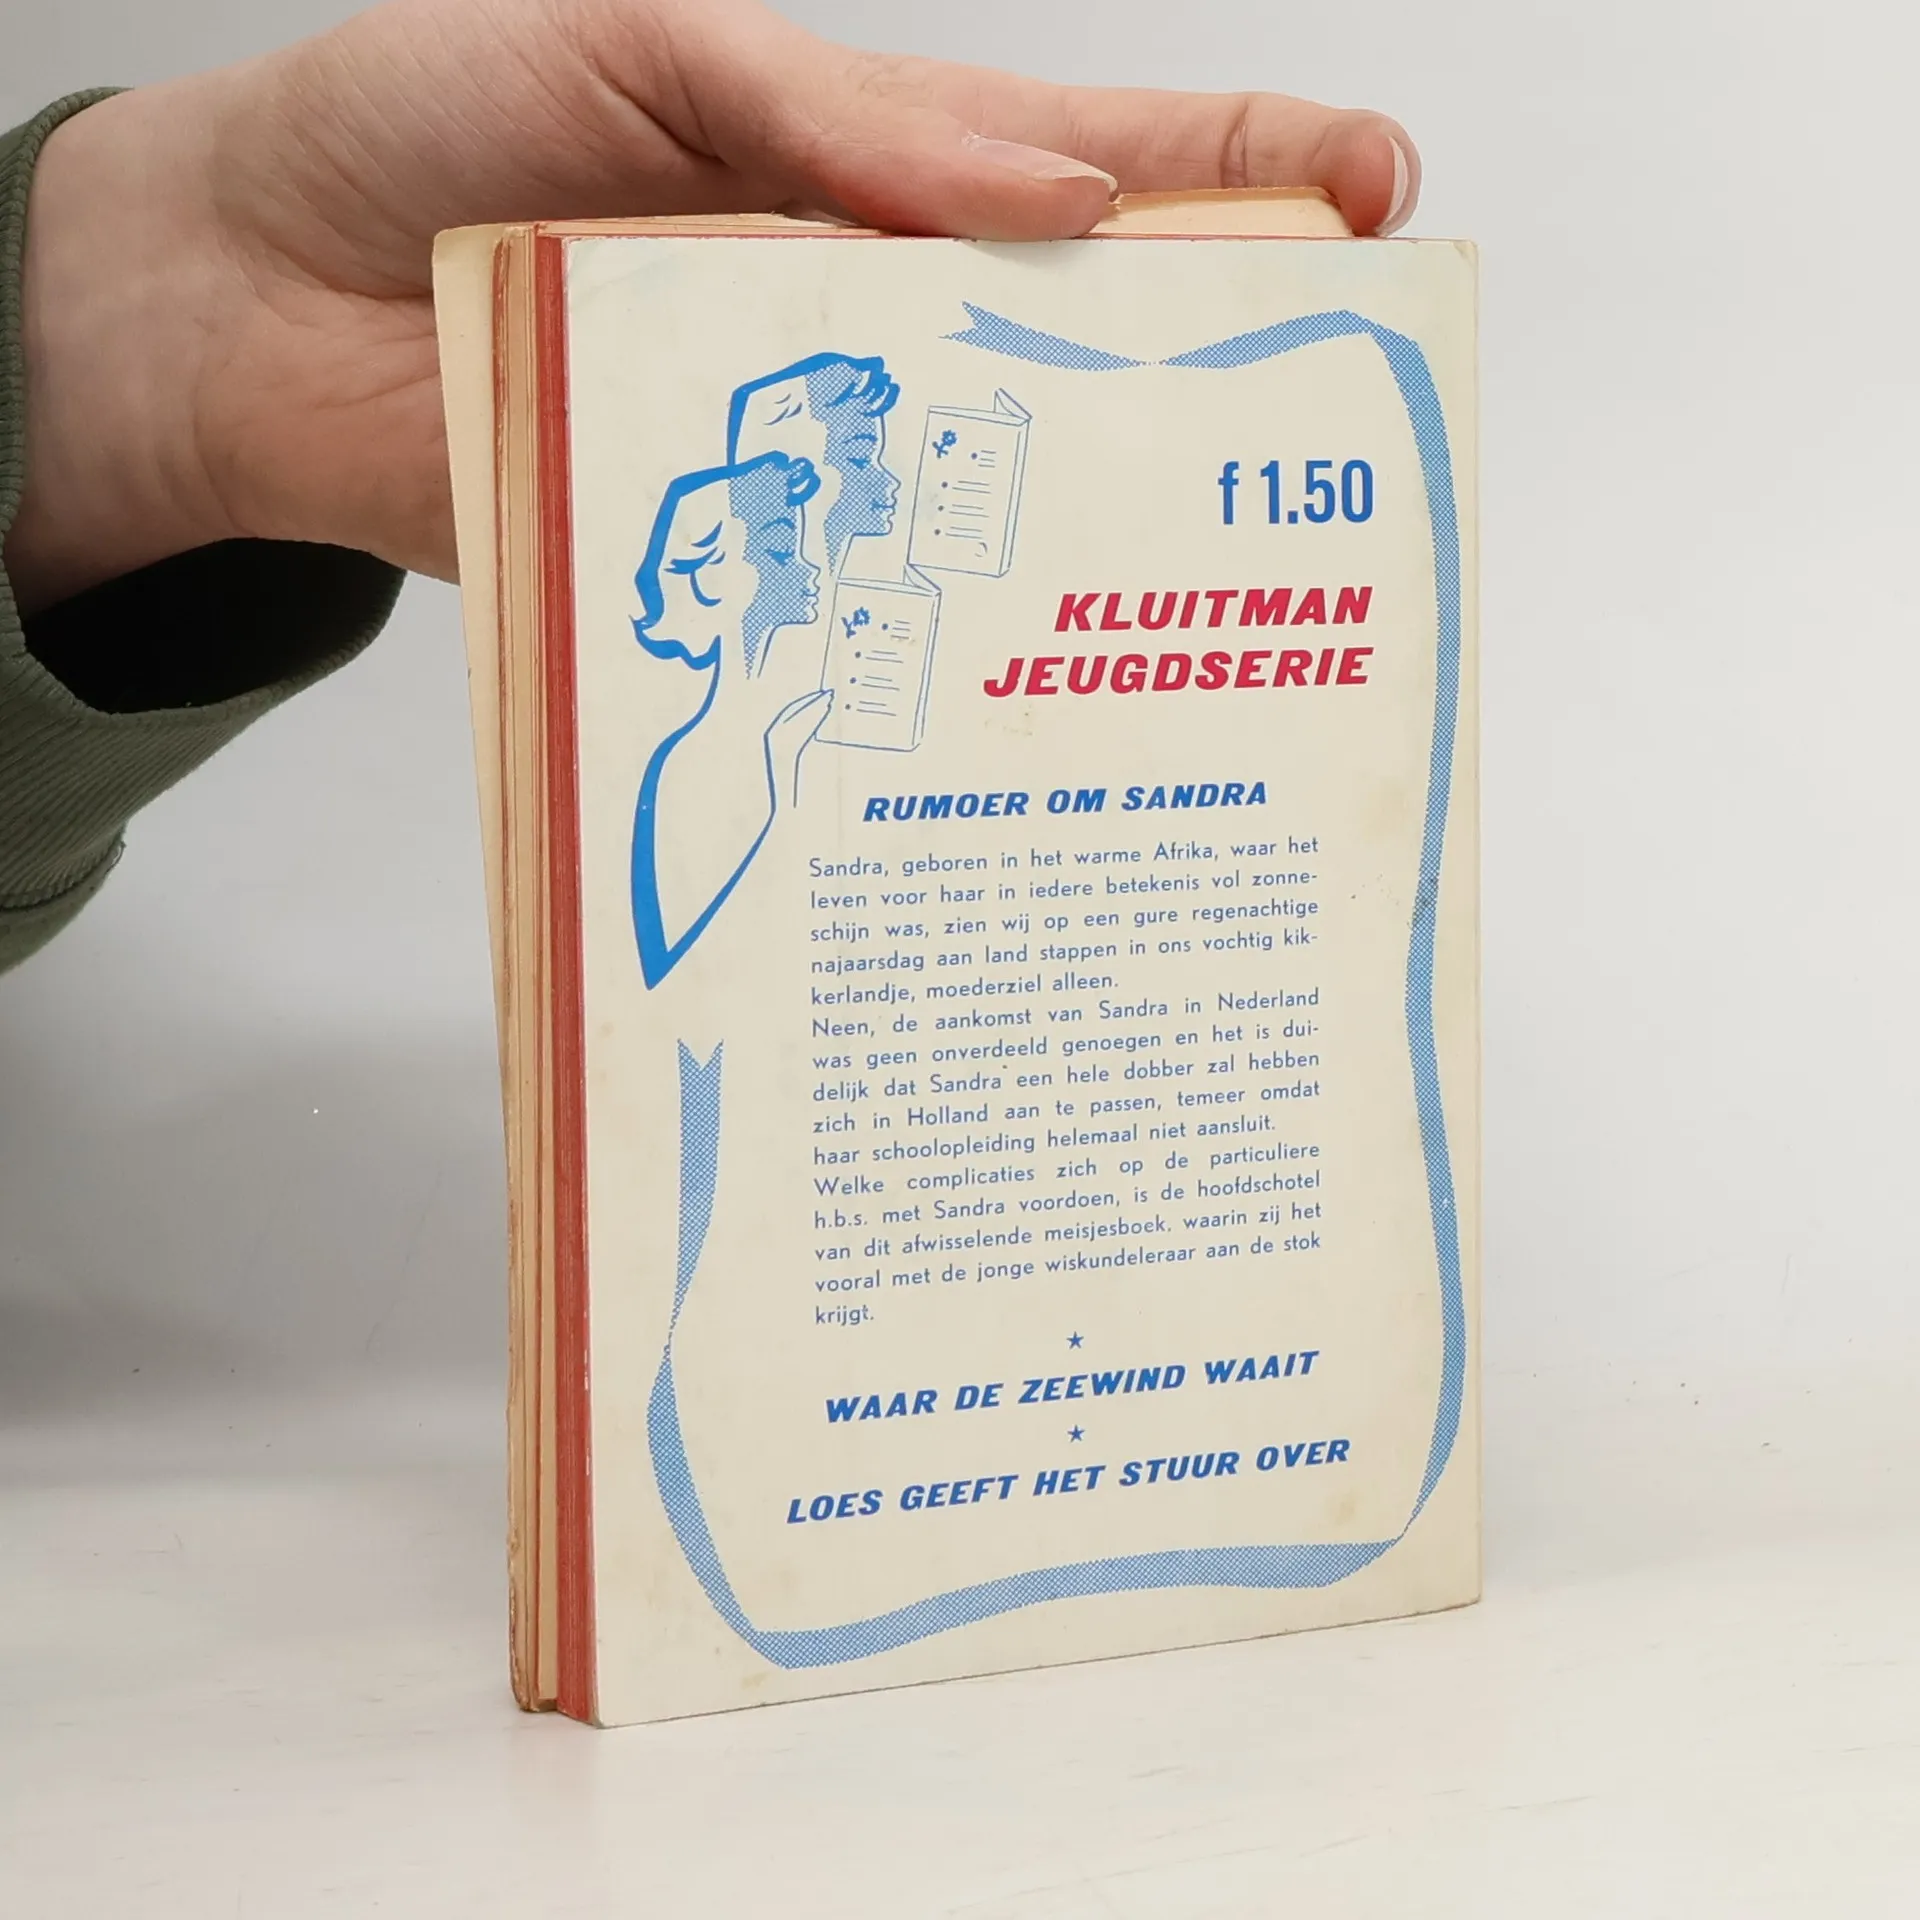 f 1.50
KLUITMAN
JEUGDSERIE
RUMOER OM SANDRA
Sandra, geboren in het warme Afrika, waar het
leven voor haar in iedere betekenis vol zonne-
schijn was, zien wij op een gure regenachtige
najaarsdag aan land stappen in ons vochtig kik-
kerlandje, moederziel alleen.
Neen, de aankomst van Sandra in Nederland
was geen onverdeeld genoegen en het is dui-
delijk dat Sandra een hele dobber zal hebben
zich in Holland aan te passen, temeer omdat
haar schoolopleiding helemaal niet aansluit.
Welke complicaties zich op de particuliere
h.b.s. met Sandra voordoen, is de hoofdschotel
van dit afwisselende meisjesboek, waarin zij het
vooral met de jonge wiskundeleraar aan de stok
krijgt.
WAAR DE ZEEWIND WAAIT
LOES GEEFT HET STUUR OVER